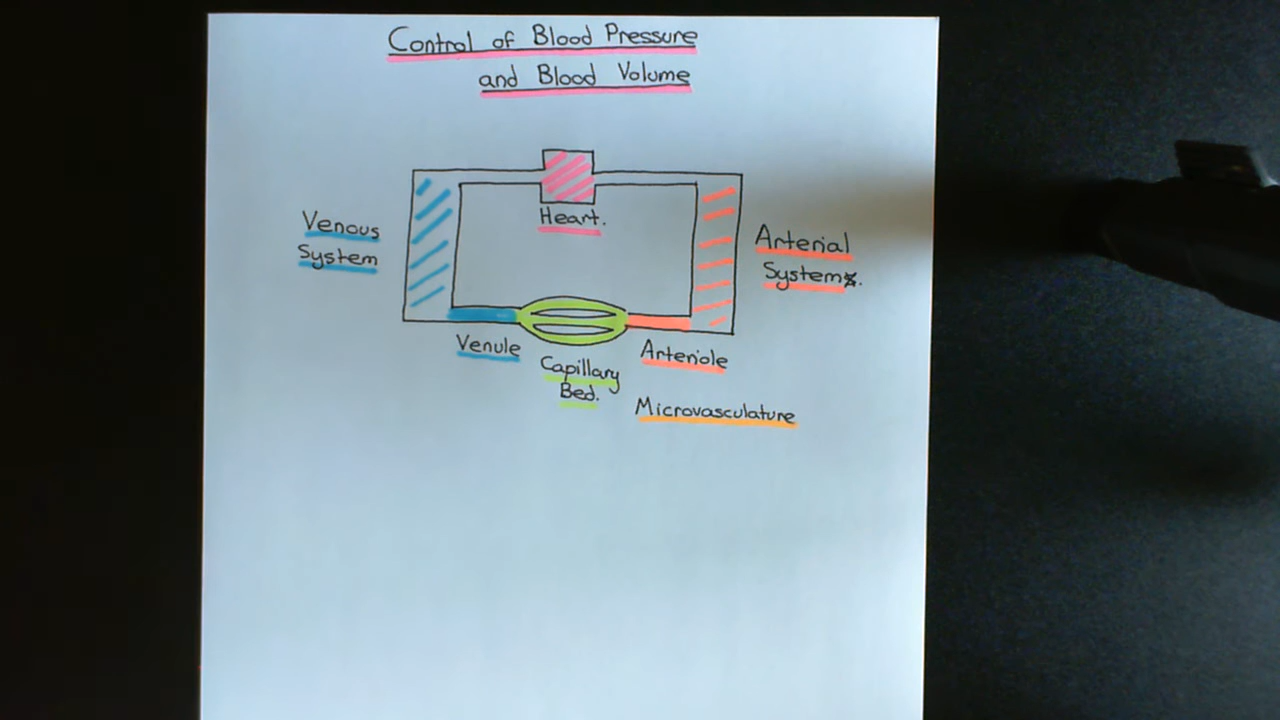 Control of Blood Pressure
and Blood Volume
Heart.
Venous
System
Arterial
System.
Venule
Capillary
Bed.
Arteriole
Microvasculature